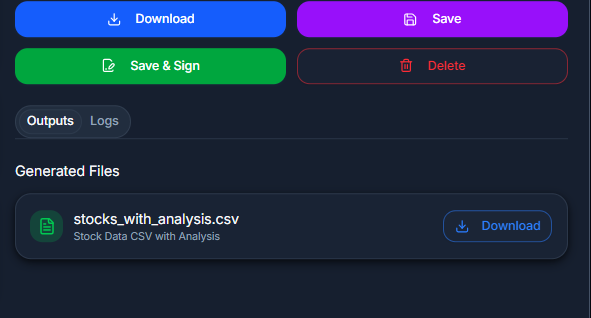 Download
Save
Save & Sign
Delete
Outputs
Logs
Generated Files
stocks_with_analysis.csv
Stock Data CSV with Analysis
Download